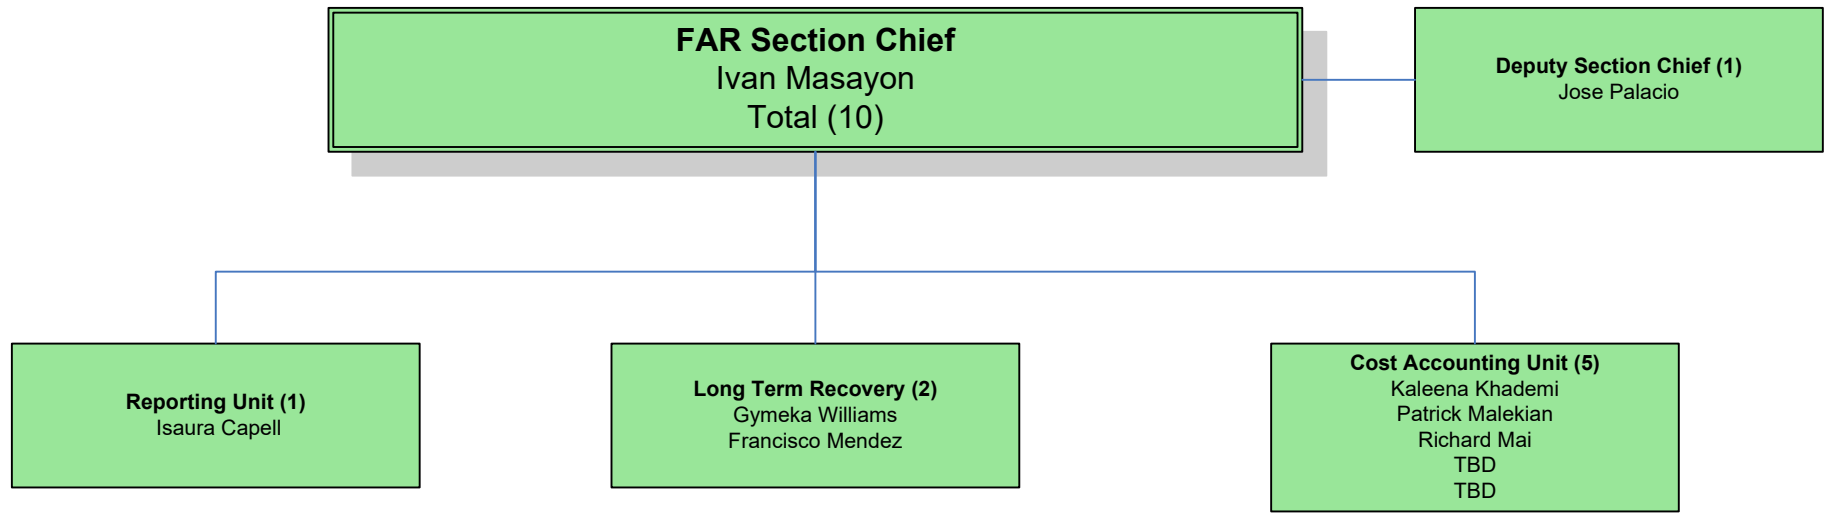 FAR Section Chief
Ivan Masayon
Total (10)
Deputy Section Chief (1)
Jose Palacio
Reporting Unit (1)
Isaura Capell
Long Term Recovery (2)
Gymeka Williams
Francisco Mendez
Cost Accounting Unit (5)
Kaleena Khademi
Patrick Malekian
Richard Mai
TBD
TBD